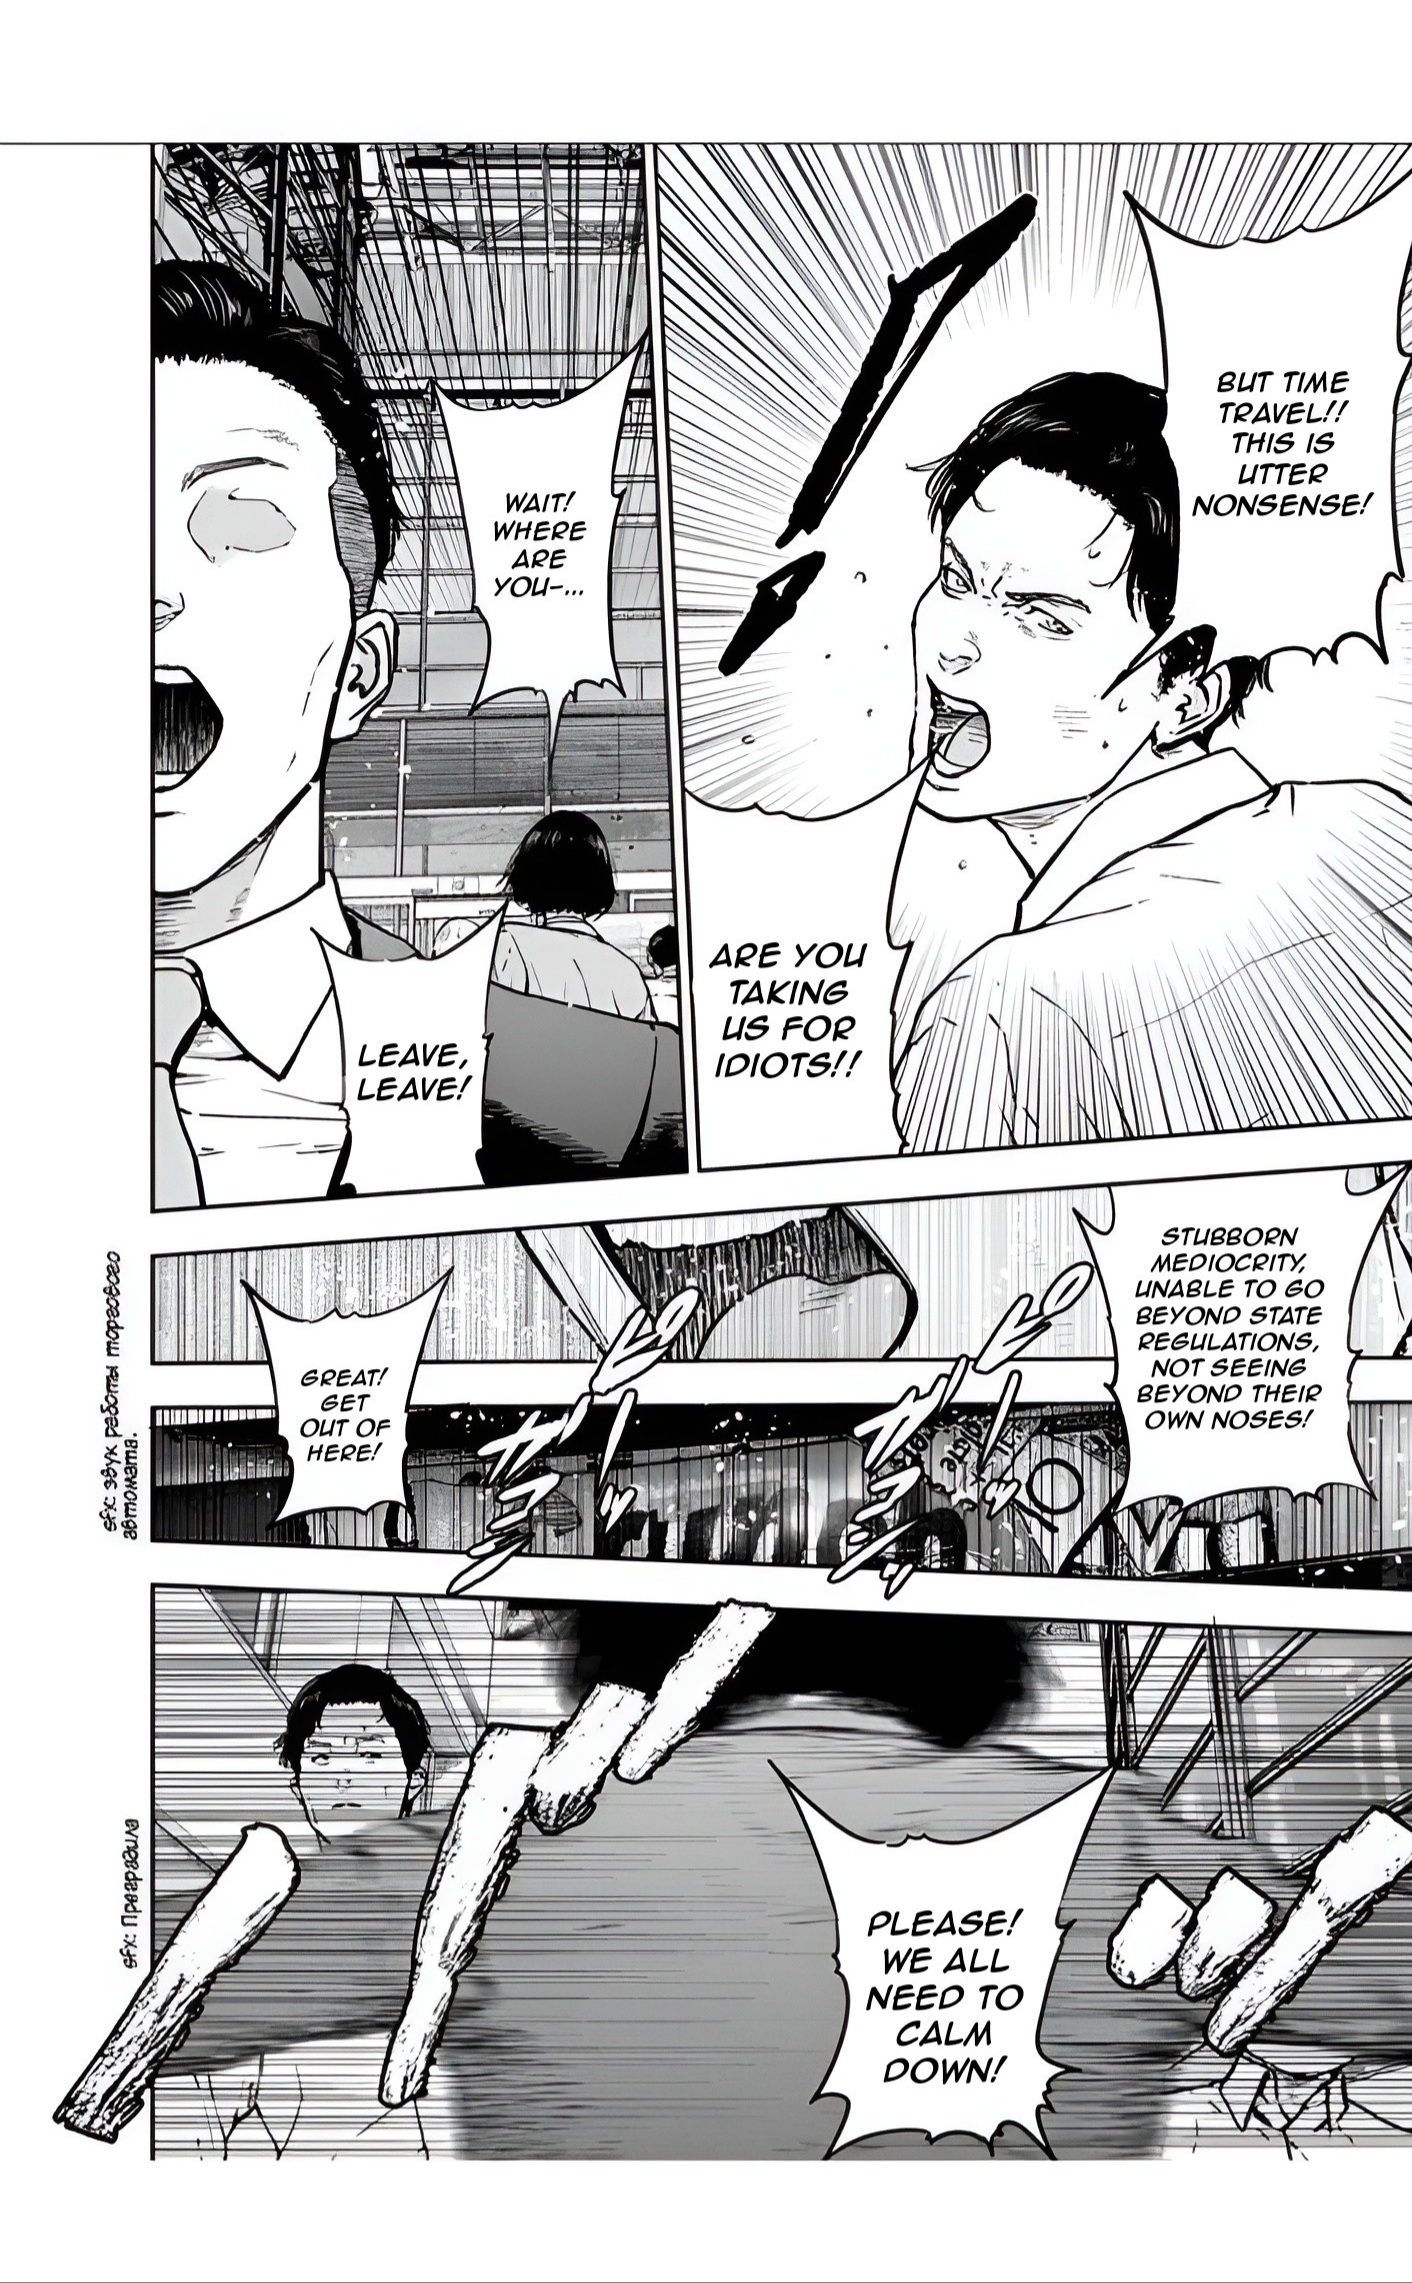 BUT TIME
TRAVEL!!
THIS IS
UTTER
NONSENSE!
ARE YOU
TAKING
US FOR
IDIOTS!!
WAIT!
WHERE
ARE
YOU-...
LEAVE,
LEAVE!
STUBBORN
MEDIOCRITY,
UNABLE TO GO
BEYOND STATE
REGULATIONS,
NOT SEEING
BEYOND THEIR
OWN NOSES!
GREAT!
GET
OUT OF
HERE!
sfx: звук работы торгового
автомата.
PLEASE!
WE ALL
NEED TO
CALM
DOWN!
sfx: Преградила